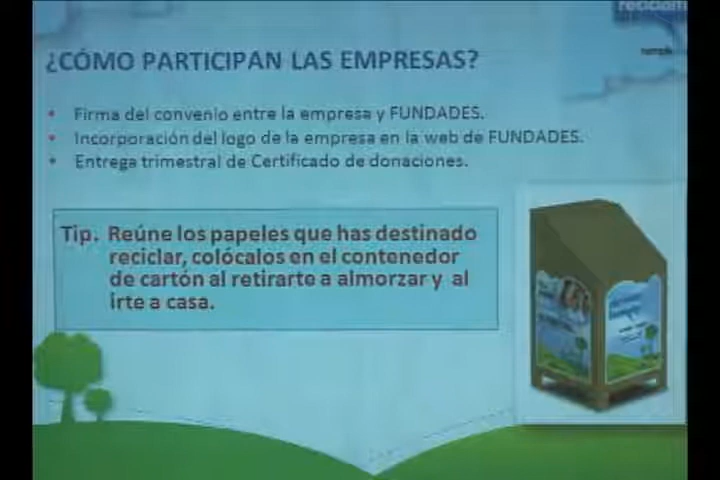 reciclam
¿CÓMO PARTICIPAN LAS EMPRESAS?
• Firma del convenio entre la empresa y FUNDADES.
• Incorporación del logo de la empresa en la web de FUNDADES.
• Entrega trimestral de Certificado de donaciones.
Tip. Reúne los papeles que has destinado
reciclar, colócalos en el contenedor
de cartón al retirarte a almorzar y al
irte a casa.